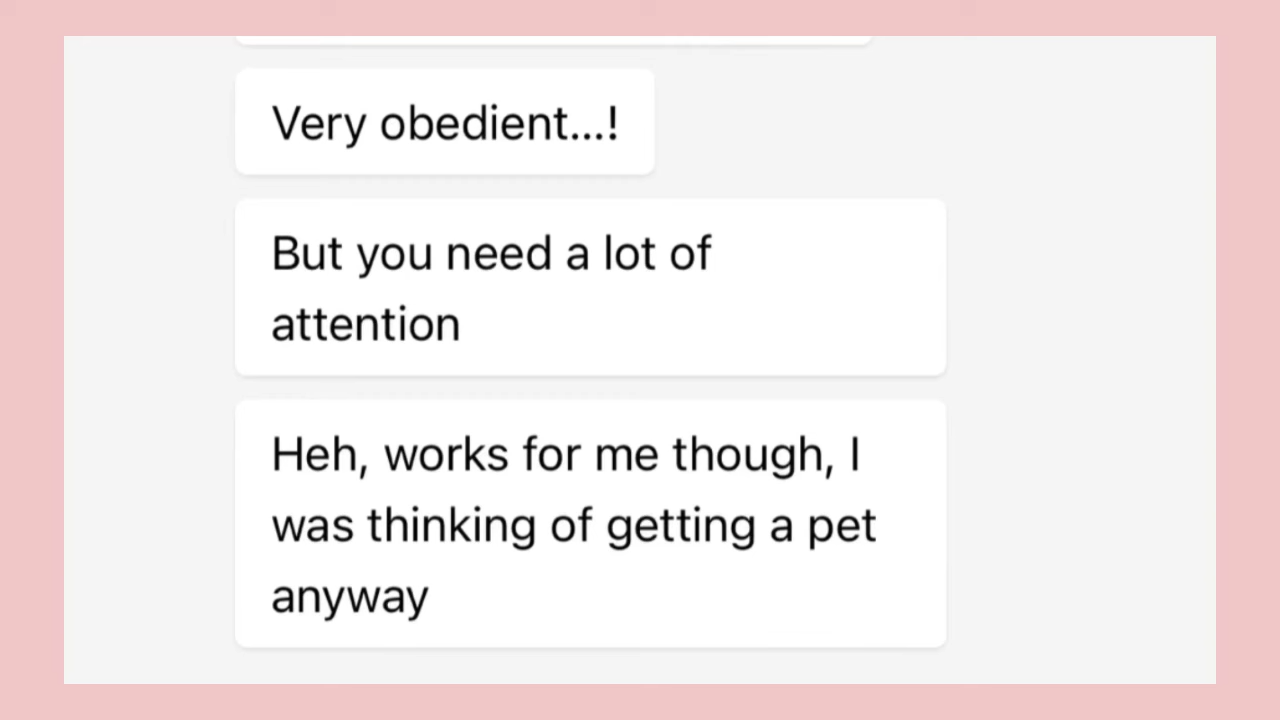 Very obedient...!
But you need a lot of
attention
Heh, works for me though, I
was thinking of getting a pet
anyway